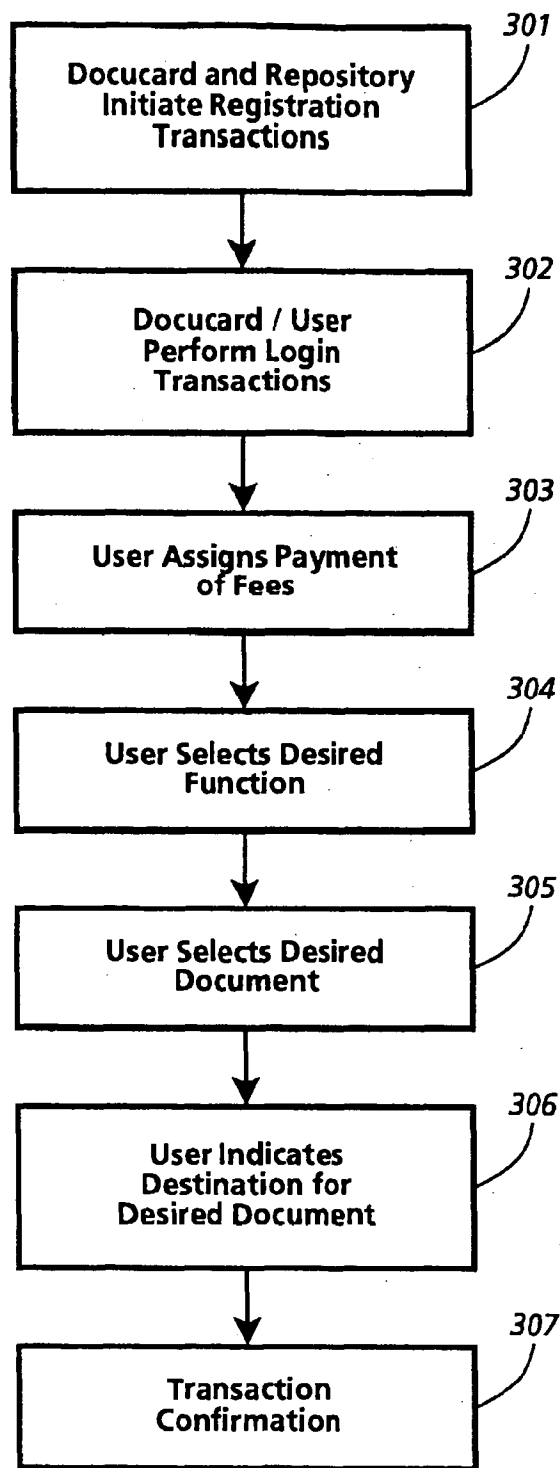 301
Docucard and Repository
Initiate Registration
Transactions
302
Docucard / User
Perform Login
Transactions
303
User Assigns Payment
of Fees
304
User Selects Desired
Function
305
User Selects Desired
Document
306
User Indicates
Destination for
Desired Document
307
Transaction
Confirmation